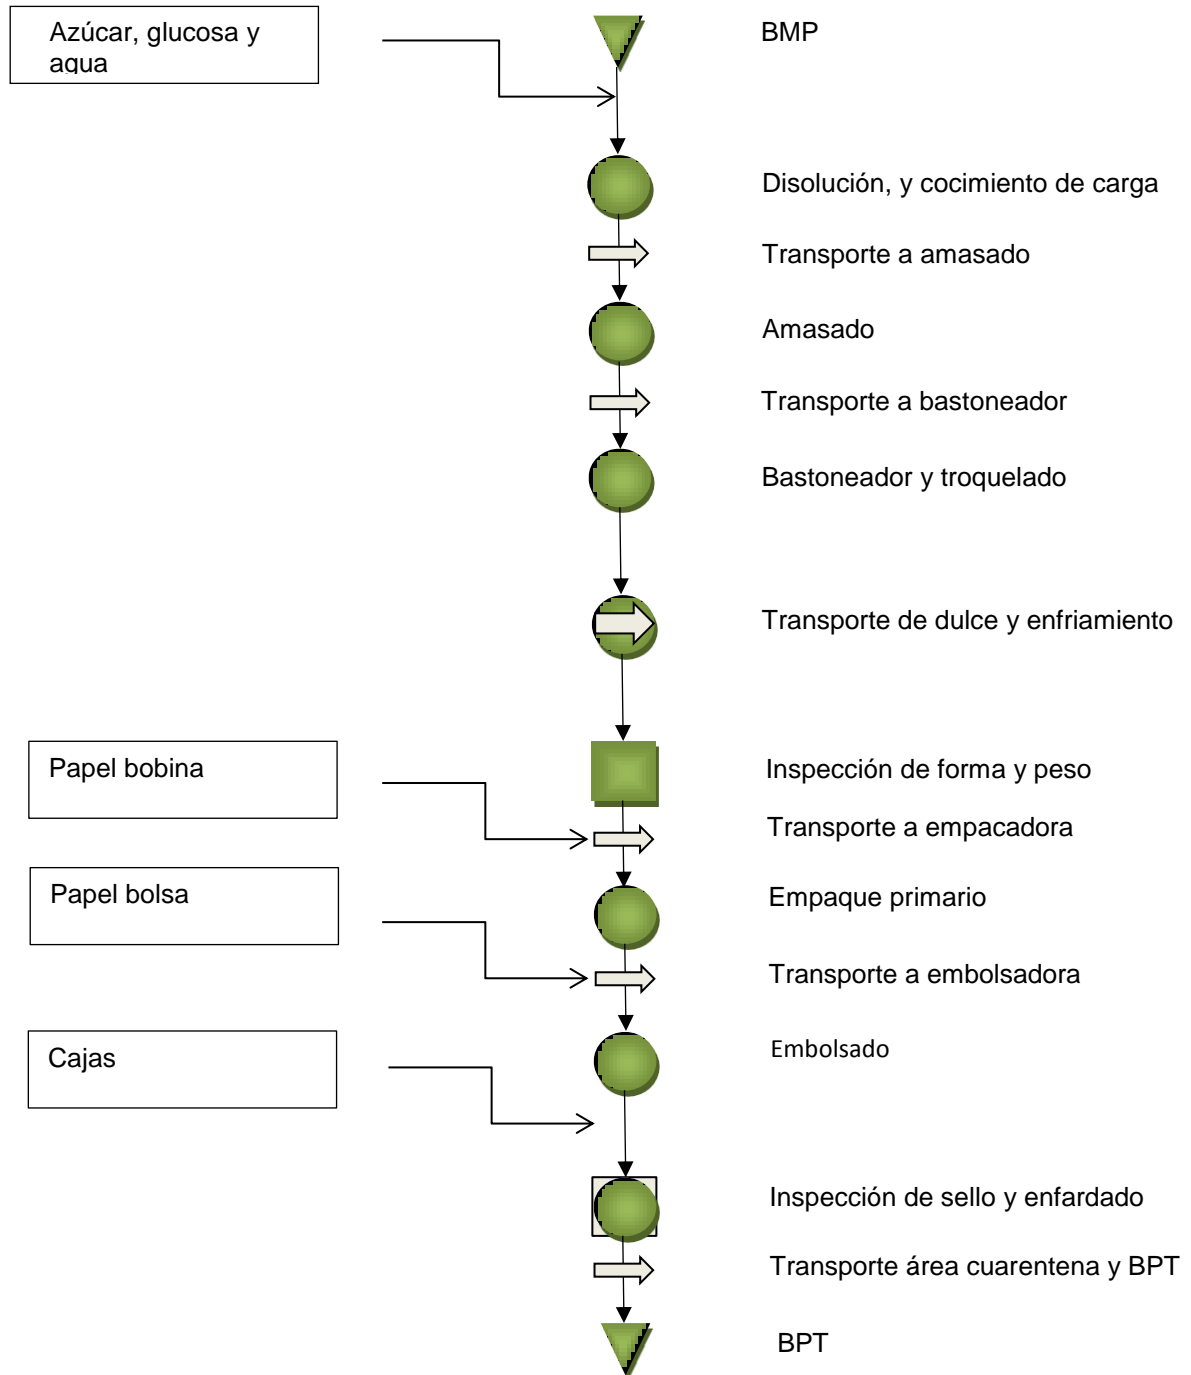 Azúcar, glucosa y
agua
BMP
Disolución, y cocimiento de carga
Transporte a amasado
Amasado
Transporte a bastoneador
Bastoneador y troquelado
Transporte de dulce y enfriamiento
Papel bobina
Inspección de forma y peso
Transporte a empacadora
Papel bolsa
Empaque primario
Transporte a embolsadora
Cajas
Embolsado
Inspección de sello y enfardado
Transporte área cuarentena y BPT
BPT